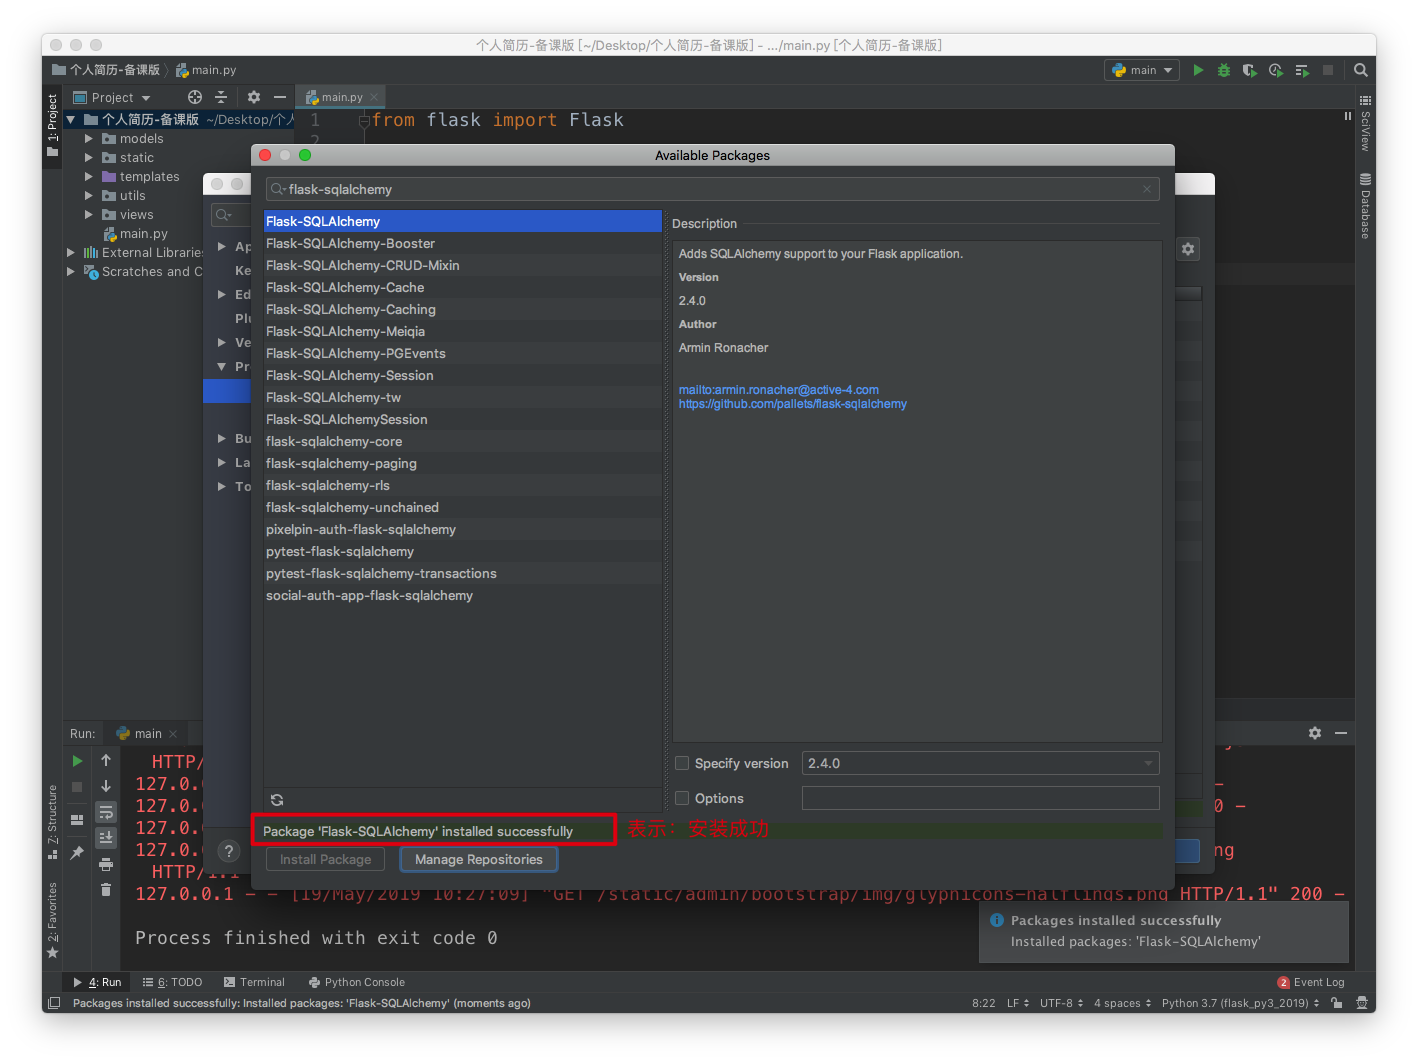 个人简历-备课版 [~/Desktop/个人简历-备课版] - .../main.py [个人简历-备课版]
个人简历-备课版 main.py
main
Project
main.py
1: Project
个人简历-备课版 ~/Desktop/个人
models
static
templates
utils
views
main.py
External Libraries
Scratches and C
1 from flask import Flask
2
SciView
Database
Available Packages
flask-sqlalchemy
Flask-SQLAlchemy
Flask-SQLAlchemy-Booster
Flask-SQLAlchemy-CRUD-Mixin
Flask-SQLAlchemy-Cache
Flask-SQLAlchemy-Caching
Flask-SQLAlchemy-Meiqia
Flask-SQLAlchemy-PGEvents
Flask-SQLAlchemy-Session
Flask-SQLAlchemy-tw
Flask-SQLAlchemySession
flask-sqlalchemy-core
flask-sqlalchemy-paging
flask-sqlalchemy-rls
flask-sqlalchemy-unchained
pixelpin-auth-flask-sqlalchemy
pytest-flask-sqlalchemy
pytest-flask-sqlalchemy-transactions
social-auth-app-flask-sqlalchemy
Description
Adds SQLAlchemy support to your Flask application.
Version
2.4.0
Author
Armin Ronacher
mailto:armin.ronacher@active-4.com
https://github.com/pallets/flask-sqlalchemy
Specify version 2.4.0
Options
Package 'Flask-SQLAlchemy' installed successfully
表示：安装成功
Install Package
Manage Repositories
Ap
Ke
Ed
Plu
Ve
Pr
Bu
La
To
?
Run: main
HTTP/
127.0.
127.0.
0 -
127.0.
127.0.
ng
HTTP/1.1
127.0.0.1 - - [19/May/2019 10:27:09] "GET /static/admin/bootstrap/img/glyphicons-halflings.png HTTP/1.1" 200 -
Process finished with exit code 0
Z: Structure
2: Favorites
Packages installed successfully
Installed packages: 'Flask-SQLAlchemy'
4: Run
6: TODO
Terminal
Python Console
2 Event Log
Packages installed successfully: Installed packages: 'Flask-SQLAlchemy' (moments ago)
8:22 LF UTF-8 4 spaces Python 3.7 (flask_py3_2019)